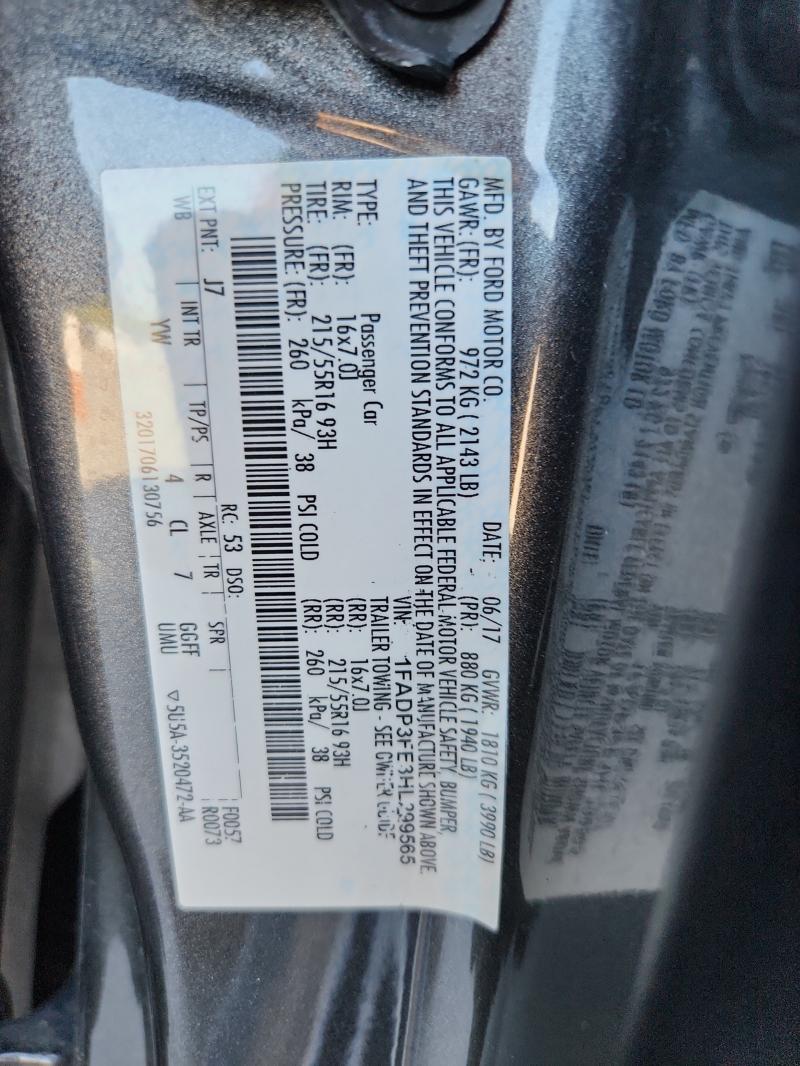 MFD. BY FORD MOTOR CO.
DATE: 06/17 GVWR: 1810 KG ( 3990 LB)
GAWR: (FR): 972 KG ( 2143 LB) (PR): 880 KG ( 1940 LB)
THIS VEHICLE CONFORMS TO ALL APPLICABLE FEDERAL MOTOR VEHICLE SAFETY, BUMPER,
AND THEFT PREVENTION STANDARDS IN EFFECT ON THE DATE OF MANUFACTURE SHOWN ABOVE.
VIN: 1FADP3FE3HL299565
TYPE: Passenger Car TRAILER TOWING - SEE OWNER GUIDE
RIM: (FR): 16x7.0J (RR): 16x7.0J
TIRE: (FR): 215/55R16 93H (RR): 215/55R16 93H
PRESSURE: (FR): 260 kPa/ 38 PSI COLD (RR): 260 kPa/ 38 PSI COLD
EXT PNT: J7 RC: 53 DSO: F0057
WB INT TR TP/PS R AXLE TR SPR R0073
YW 4 CL 7 GGFF
UMU
3201706130756 5U5A-3520472-AA